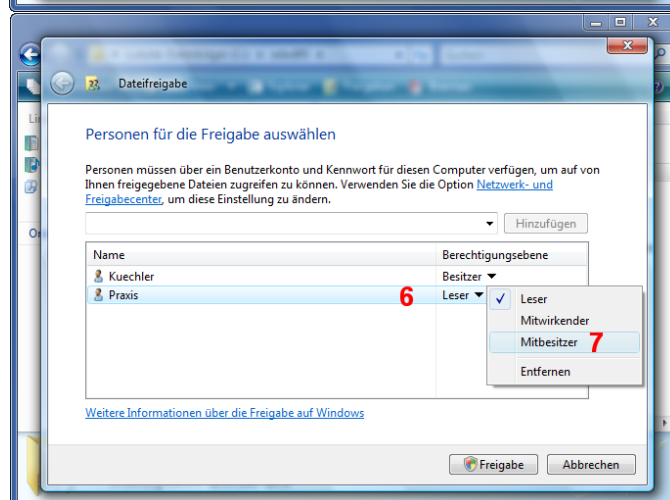 Dateifreigabe
Personen für die Freigabe auswählen
Personen müssen über ein Benutzerkonto und Kennwort für diesen Computer verfügen, um auf von
Ihnen freigegebene Dateien zugreifen zu können. Verwenden Sie die Option Netzwerk- und
Freigabecenter, um diese Einstellung zu ändern.
Hinzufügen
Name Berechtigungsebene
Kuechler Besitzer
Praxis 6 Leser
Leser
Mitwirkender
Mitbesitzer 7
Entfernen
Weitere Informationen über die Freigabe auf Windows
Freigabe Abbrechen